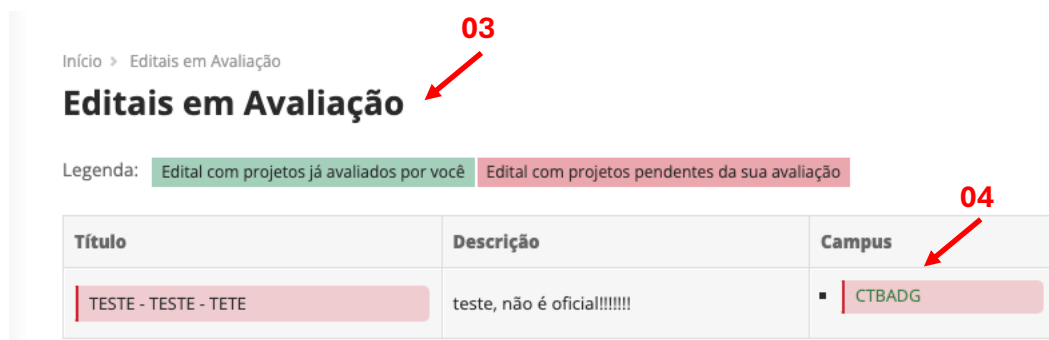 03
Início > Editais em Avaliação
Editais em Avaliação
Legenda: Edital com projetos já avaliados por você Edital com projetos pendentes da sua avaliação
04
Título Descrição Campus
TESTE - TESTE - TETE teste, não é oficial!!!!!!! CTBADG